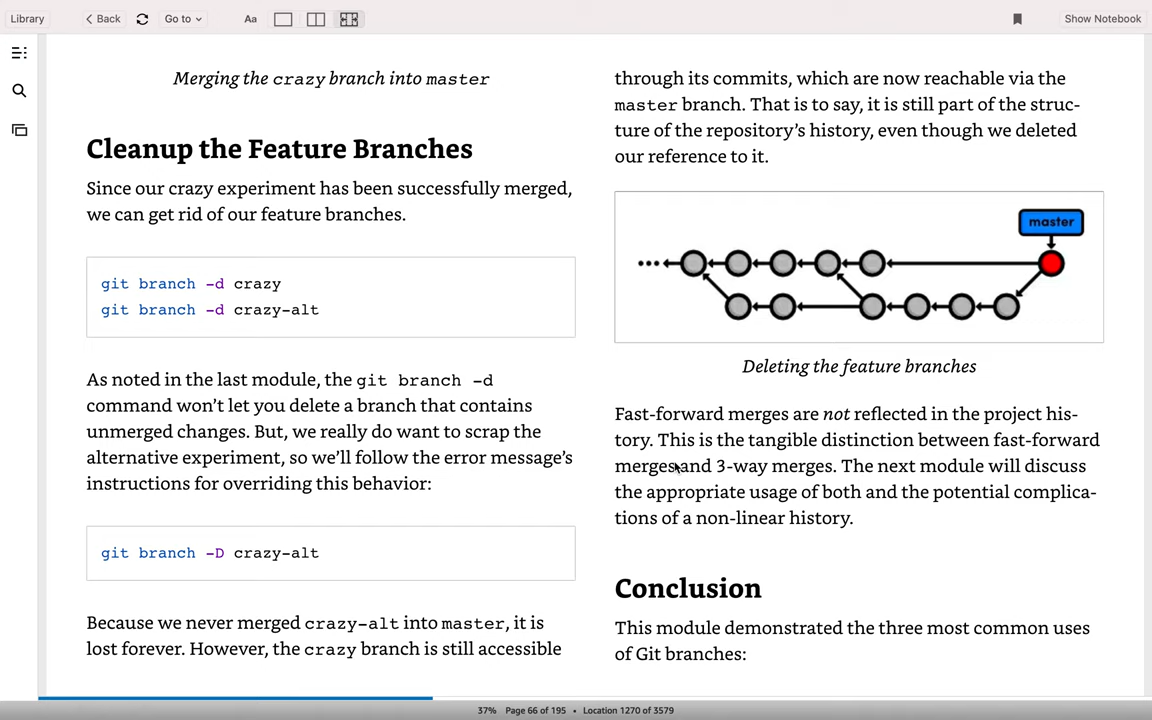 Library
Back
Go to
Aa
Show Notebook
Merging the crazy branch into master
Cleanup the Feature Branches
Since our crazy experiment has been successfully merged,
we can get rid of our feature branches.
git branch -d crazy
git branch -d crazy-alt
As noted in the last module, the git branch -d
command won't let you delete a branch that contains
unmerged changes. But, we really do want to scrap the
alternative experiment, so we'll follow the error message's
instructions for overriding this behavior:
git branch -D crazy-alt
Because we never merged crazy-alt into master, it is
lost forever. However, the crazy branch is still accessible
through its commits, which are now reachable via the
master branch. That is to say, it is still part of the struc-
ture of the repository's history, even though we deleted
our reference to it.
master
Deleting the feature branches
Fast-forward merges are not reflected in the project his-
tory. This is the tangible distinction between fast-forward
merges and 3-way merges. The next module will discuss
the appropriate usage of both and the potential complica-
tions of a non-linear history.
Conclusion
This module demonstrated the three most common uses
of Git branches:
37% Page 66 of 195 • Location 1270 of 3579